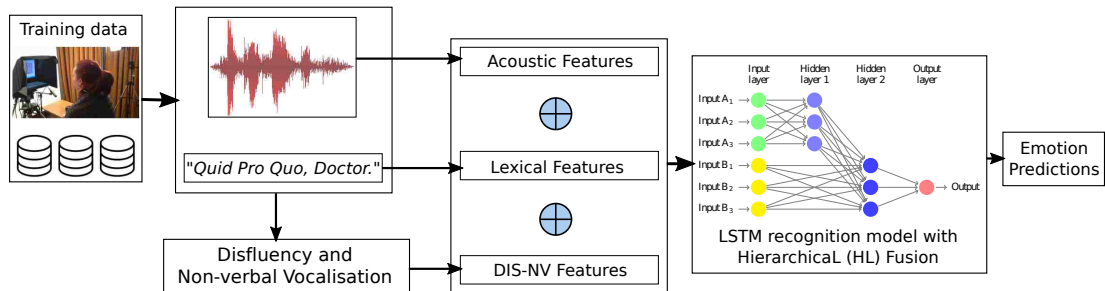 Training data
"Quid Pro Quo, Doctor."
Disfluency and
Non-verbal Vocalisation
Acoustic Features
Lexical Features
DIS-NV Features
Input
layer
Hidden
layer 1
Hidden
layer 2
Output
layer
Input A1
Input A2
Input A3
Input B1
Input B2
Input B3
Output
LSTM recognition model with
HierarchicaL (HL) Fusion
Emotion
Predictions